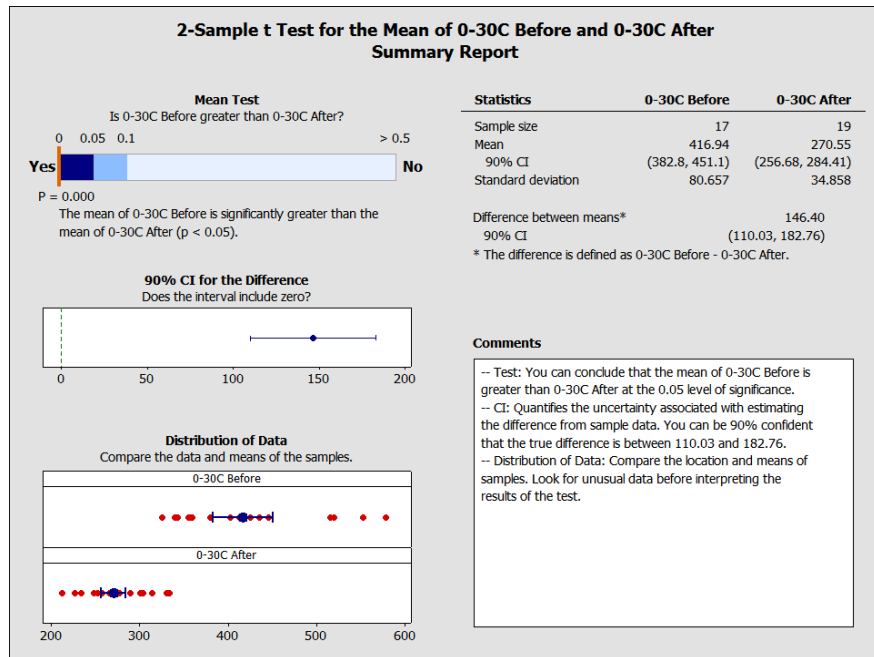 2-Sample t Test for the Mean of 0-30C Before and 0-30C After
Summary Report
Mean Test
Is 0-30C Before greater than 0-30C After?
0 0.05 0.1 > 0.5
Yes No
P = 0.000
The mean of 0-30C Before is significantly greater than the
mean of 0-30C After (p < 0.05).
90% CI for the Difference
Does the interval include zero?
0 50 100 150 200
Distribution of Data
Compare the data and means of the samples.
0-30C Before
0-30C After
200 300 400 500 600
Statistics 0-30C Before 0-30C After
Sample size 17 19
Mean 416.94 270.55
90% CI (382.8, 451.1) (256.68, 284.41)
Standard deviation 80.657 34.858
Difference between means* 146.40
90% CI (110.03, 182.76)
* The difference is defined as 0-30C Before - 0-30C After.
Comments
-- Test: You can conclude that the mean of 0-30C Before is
greater than 0-30C After at the 0.05 level of significance.
-- CI: Quantifies the uncertainty associated with estimating
the difference from sample data. You can be 90% confident
that the true difference is between 110.03 and 182.76.
-- Distribution of Data: Compare the location and means of
samples. Look for unusual data before interpreting the
results of the test.